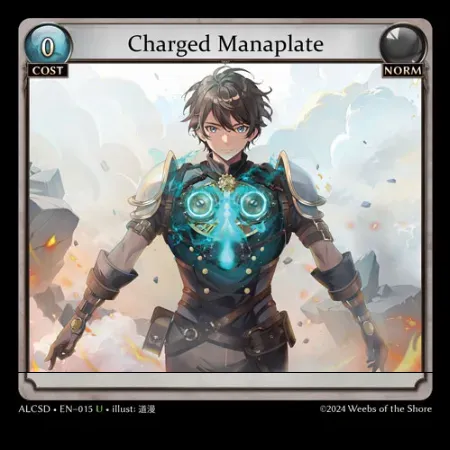 0
Charged Manaplate
COST
NORM
ALCSD • EN-015 U • illust: 道漫
©2024 Weebs of the Shore